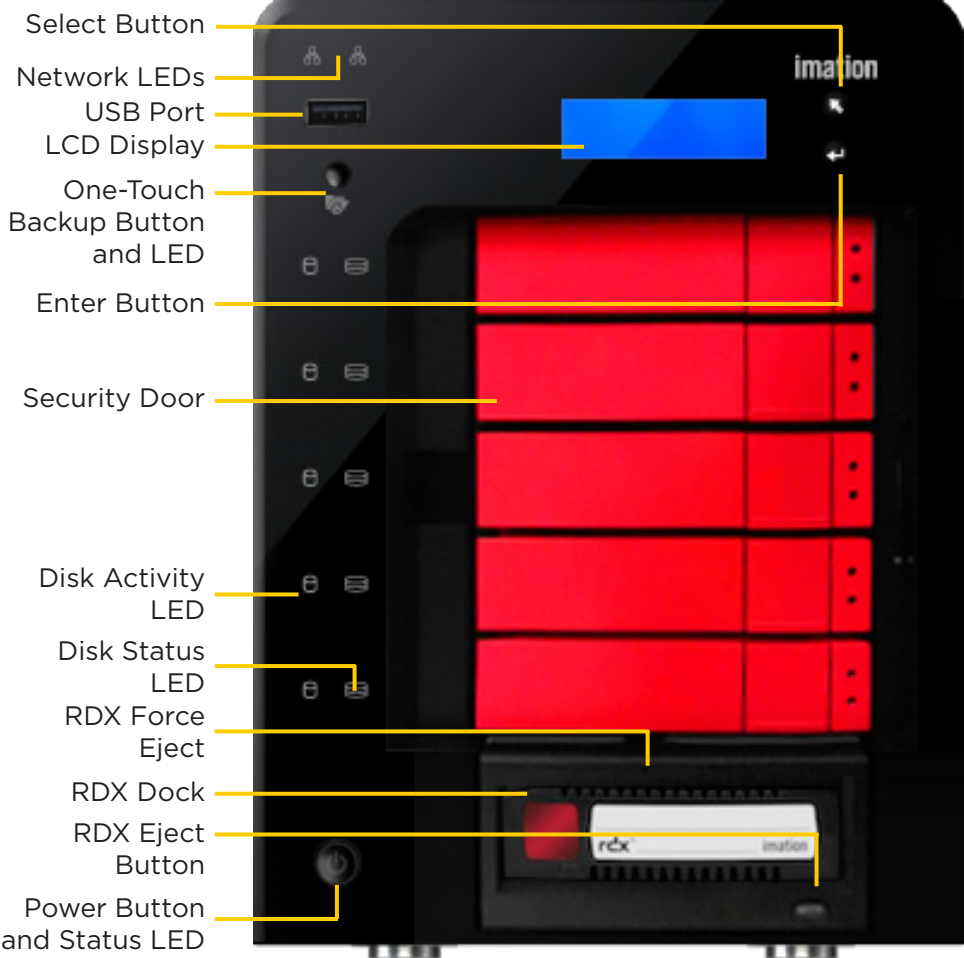 Select Button
imation
Network LEDs
USB Port
LCD Display
One-Touch
Backup Button
and LED
Enter Button
Security Door
Disk Activity
LED
Disk Status
LED
RDX Force
Eject
RDX Dock
RDX Eject
Button
rdx
imation
Power Button
and Status LED